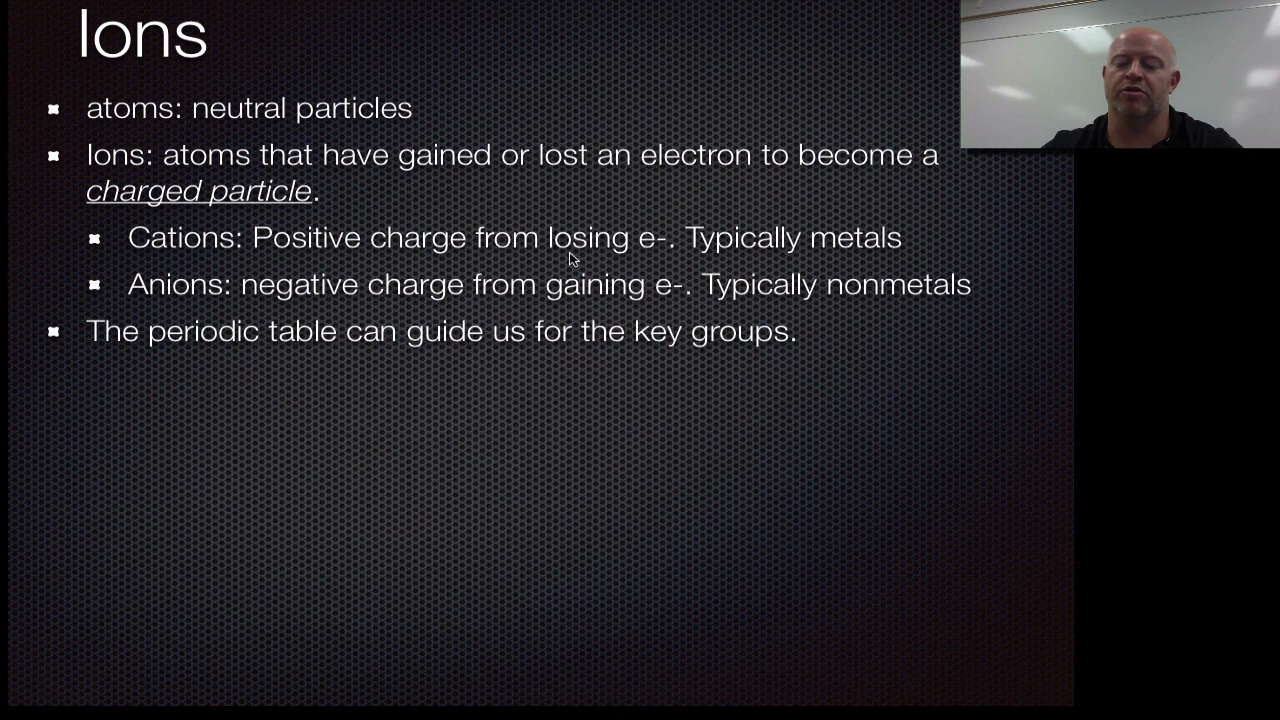 Ions
atoms: neutral particles
Ions: atoms that have gained or lost an electron to become a
charged particle.
Cations: Positive charge from losing e-. Typically metals
Anions: negative charge from gaining e-. Typically nonmetals
The periodic table can guide us for the key groups.